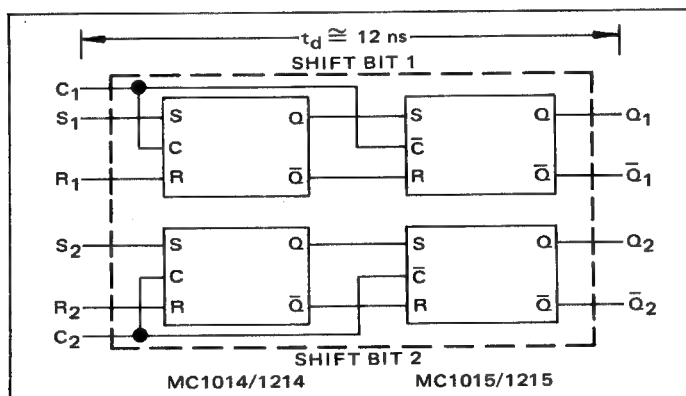 t_d ≅ 12 ns
SHIFT BIT 1
C₁
S₁ S Q S Q Q₁
C C̅
R₁ R Q̅ R Q̅ Q̅₁
S₂ S Q S Q Q₂
C C̅
R₂ R Q̅ R Q̅ Q̅₂
C₂
SHIFT BIT 2
MC1014/1214 MC1015/1215